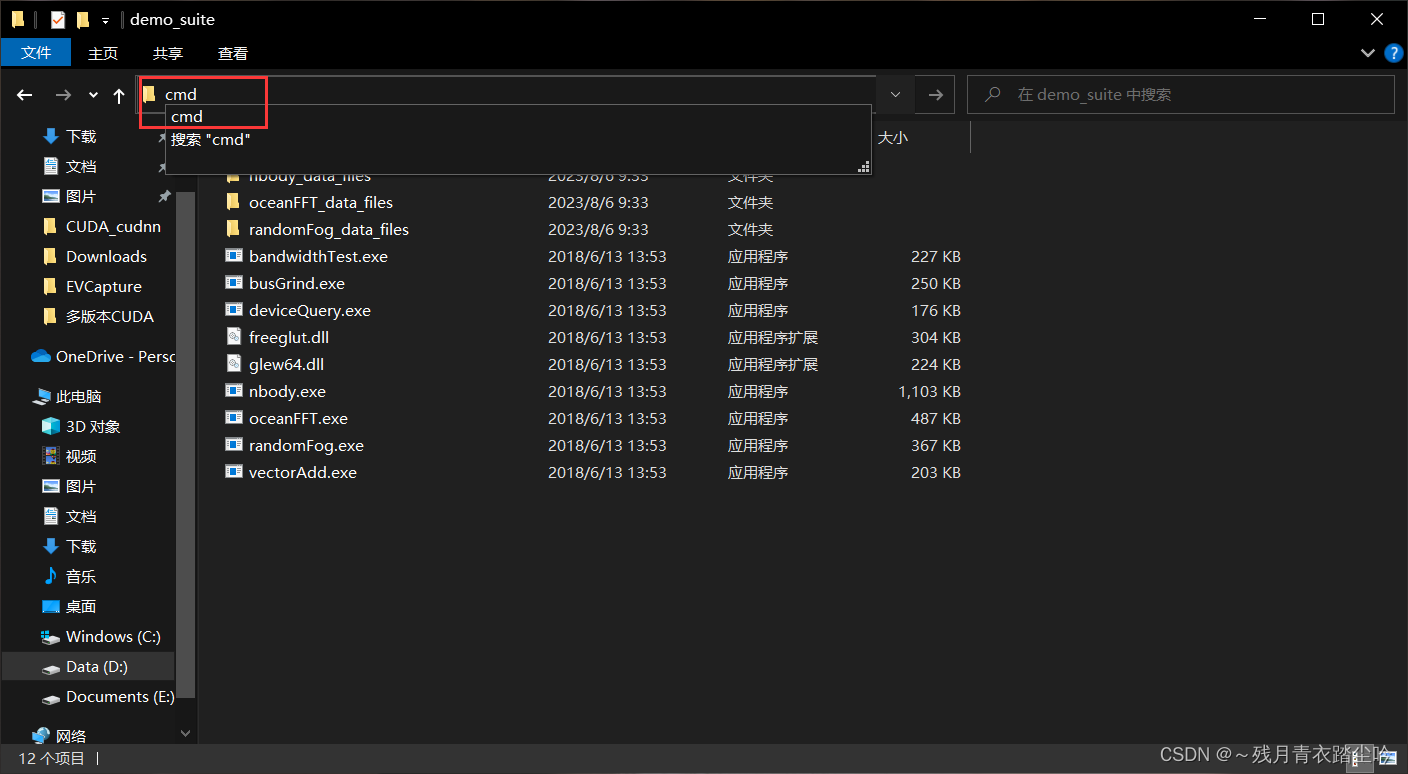 demo_suite
文件 主页 共享 查看
cmd
在 demo_suite 中搜索
cmd
搜索 "cmd"
大小
下载
文档
图片
CUDA_cudnn
Downloads
EVCapture
多版本CUDA
OneDrive - Perso
此电脑
3D 对象
视频
图片
文档
下载
音乐
桌面
Windows (C:)
Data (D:)
Documents (E:)
网络
nbody_data_files 2023/8/6 9:33 文件夹
oceanFFT_data_files 2023/8/6 9:33 文件夹
randomFog_data_files 2023/8/6 9:33 文件夹
bandwidthTest.exe 2018/6/13 13:53 应用程序 227 KB
busGrind.exe 2018/6/13 13:53 应用程序 250 KB
deviceQuery.exe 2018/6/13 13:53 应用程序 176 KB
freeglut.dll 2018/6/13 13:53 应用程序扩展 304 KB
glew64.dll 2018/6/13 13:53 应用程序扩展 224 KB
nbody.exe 2018/6/13 13:53 应用程序 1,103 KB
oceanFFT.exe 2018/6/13 13:53 应用程序 487 KB
randomFog.exe 2018/6/13 13:53 应用程序 367 KB
vectorAdd.exe 2018/6/13 13:53 应用程序 203 KB
12 个项目
CSDN @～残月青衣踏尘吟